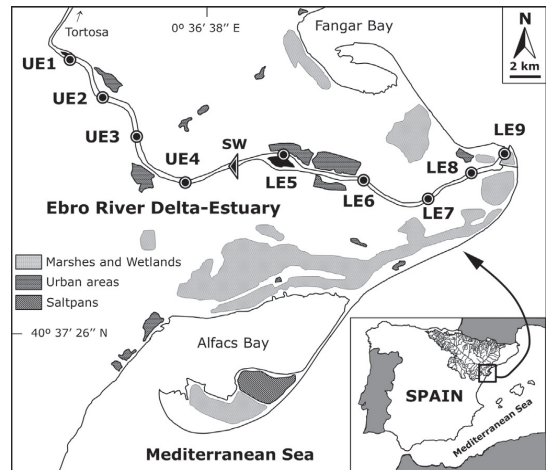 0º 36' 38'' E
Fangar Bay
N
2 km
Tortosa
UE1
UE2
UE3
UE4
SW
LE5
LE6
LE7
LE8
LE9
Ebro River Delta-Estuary
Marshes and Wetlands
Urban areas
Saltpans
40º 37' 26'' N
Alfacs Bay
Mediterranean Sea
SPAIN
Mediterranean Sea